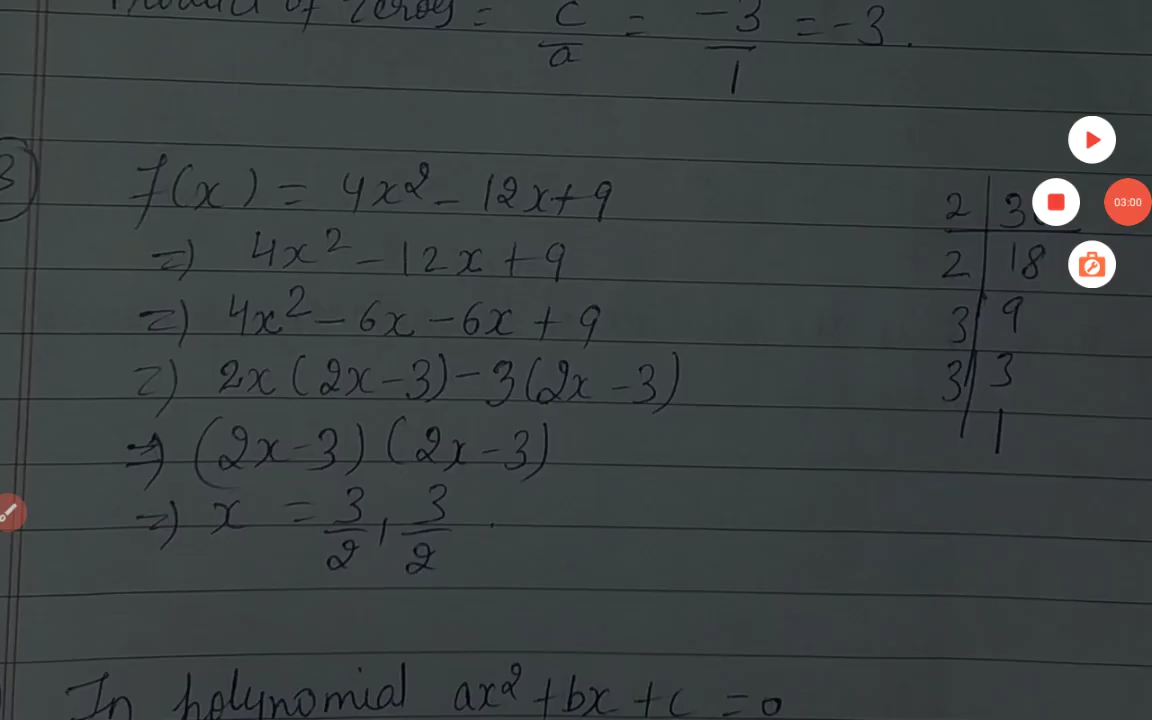 Product of zeroes = c/a = -3/1 = -3.
3) f(x) = 4x² - 12x + 9
=> 4x² - 12x + 9
=> 4x² - 6x - 6x + 9
=> 2x(2x-3) - 3(2x-3)
=> (2x-3)(2x-3)
=> x = 3/2, 3/2.
2 | 3
2 | 18
3 | 9
3 | 3
| 1
03:00
In polynomial ax² + bx + c = 0